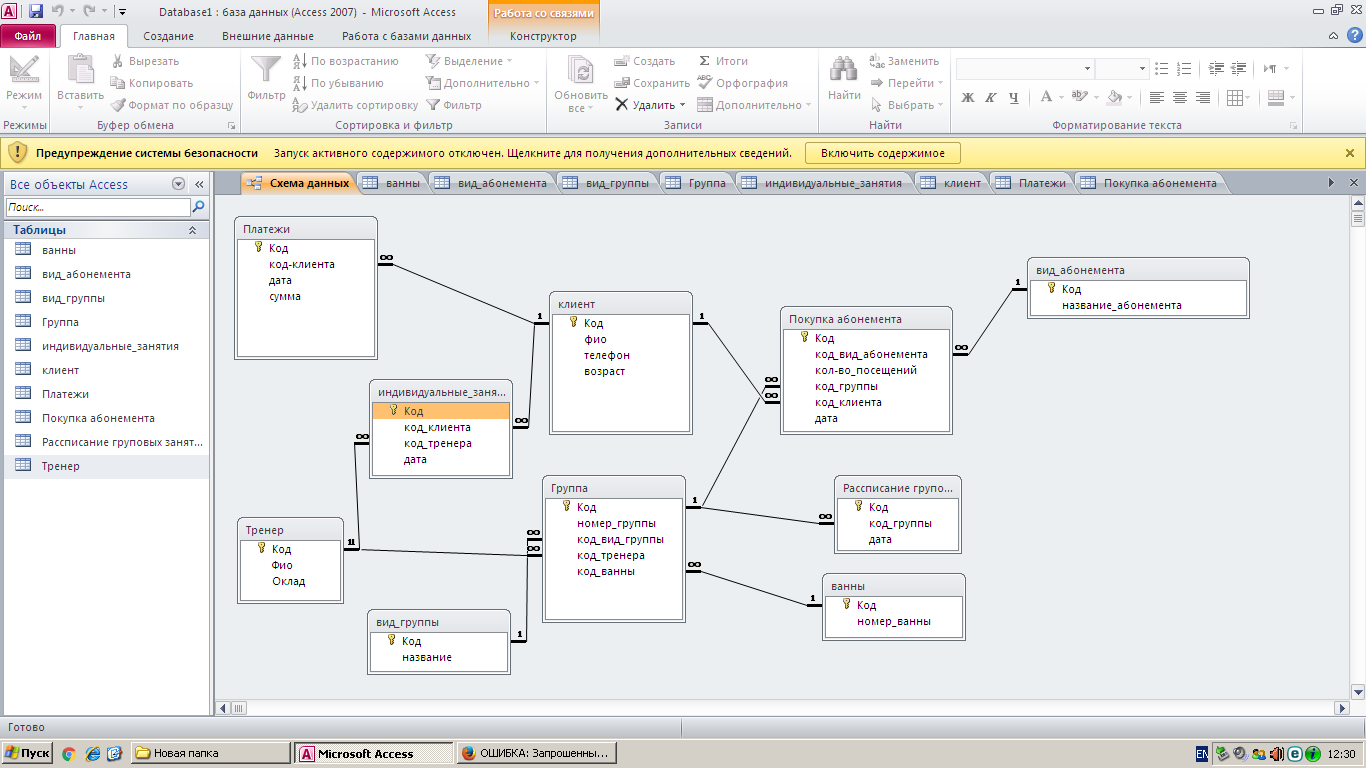 Database1 : база данных (Access 2007) - Microsoft Access
Работа со связями
Файл Главная Создание Внешние данные Работа с базами данных Конструктор
Режим
Режимы
Вставить
Вырезать
Копировать
Формат по образцу
Буфер обмена
Фильтр
По возрастанию
По убыванию
Удалить сортировку
Выделение
Дополнительно
Фильтр
Сортировка и фильтр
Обновить все
Создать
Сохранить
Удалить
Итоги
Орфография
Дополнительно
Записи
Найти
Заменить
Перейти
Выбрать
Найти
Ж К Ч
А
Форматирование текста
Предупреждение системы безопасности Запуск активного содержимого отключен. Щелкните для получения дополнительных сведений. Включить содержимое
Все объекты Access
Поиск...
Таблицы
ванны
вид_абонемента
вид_группы
Группа
индивидуальные_занятия
клиент
Платежи
Покупка абонемента
Рассписание груповых занят...
Тренер
Схема данных ванны вид_абонемента вид_группы Группа индивидуальные_занятия клиент Платежи Покупка абонемента
Платежи
Код
код-клиента
дата
сумма
клиент
Код
фио
телефон
возраст
вид_абонемента
Код
название_абонемента
Покупка абонемента
Код
код_вид_абонемента
кол-во_посещений
код_группы
код_клиента
дата
индивидуальные_заня...
Код
код_клиента
код_тренера
дата
Группа
Код
номер_группы
код_вид_группы
код_тренера
код_ванны
Рассписание групо...
Код
код_группы
дата
Тренер
Код
Фио
Оклад
ванны
Код
номер_ванны
вид_группы
Код
название
∞ 1 1 ∞ ∞ 1 ∞ ∞ ∞ 1 ∞ 1 1 ∞ ∞ ∞ 1 1
Готово
Пуск Новая папка Microsoft Access ОШИБКА: Запрошенны... EN 12:30